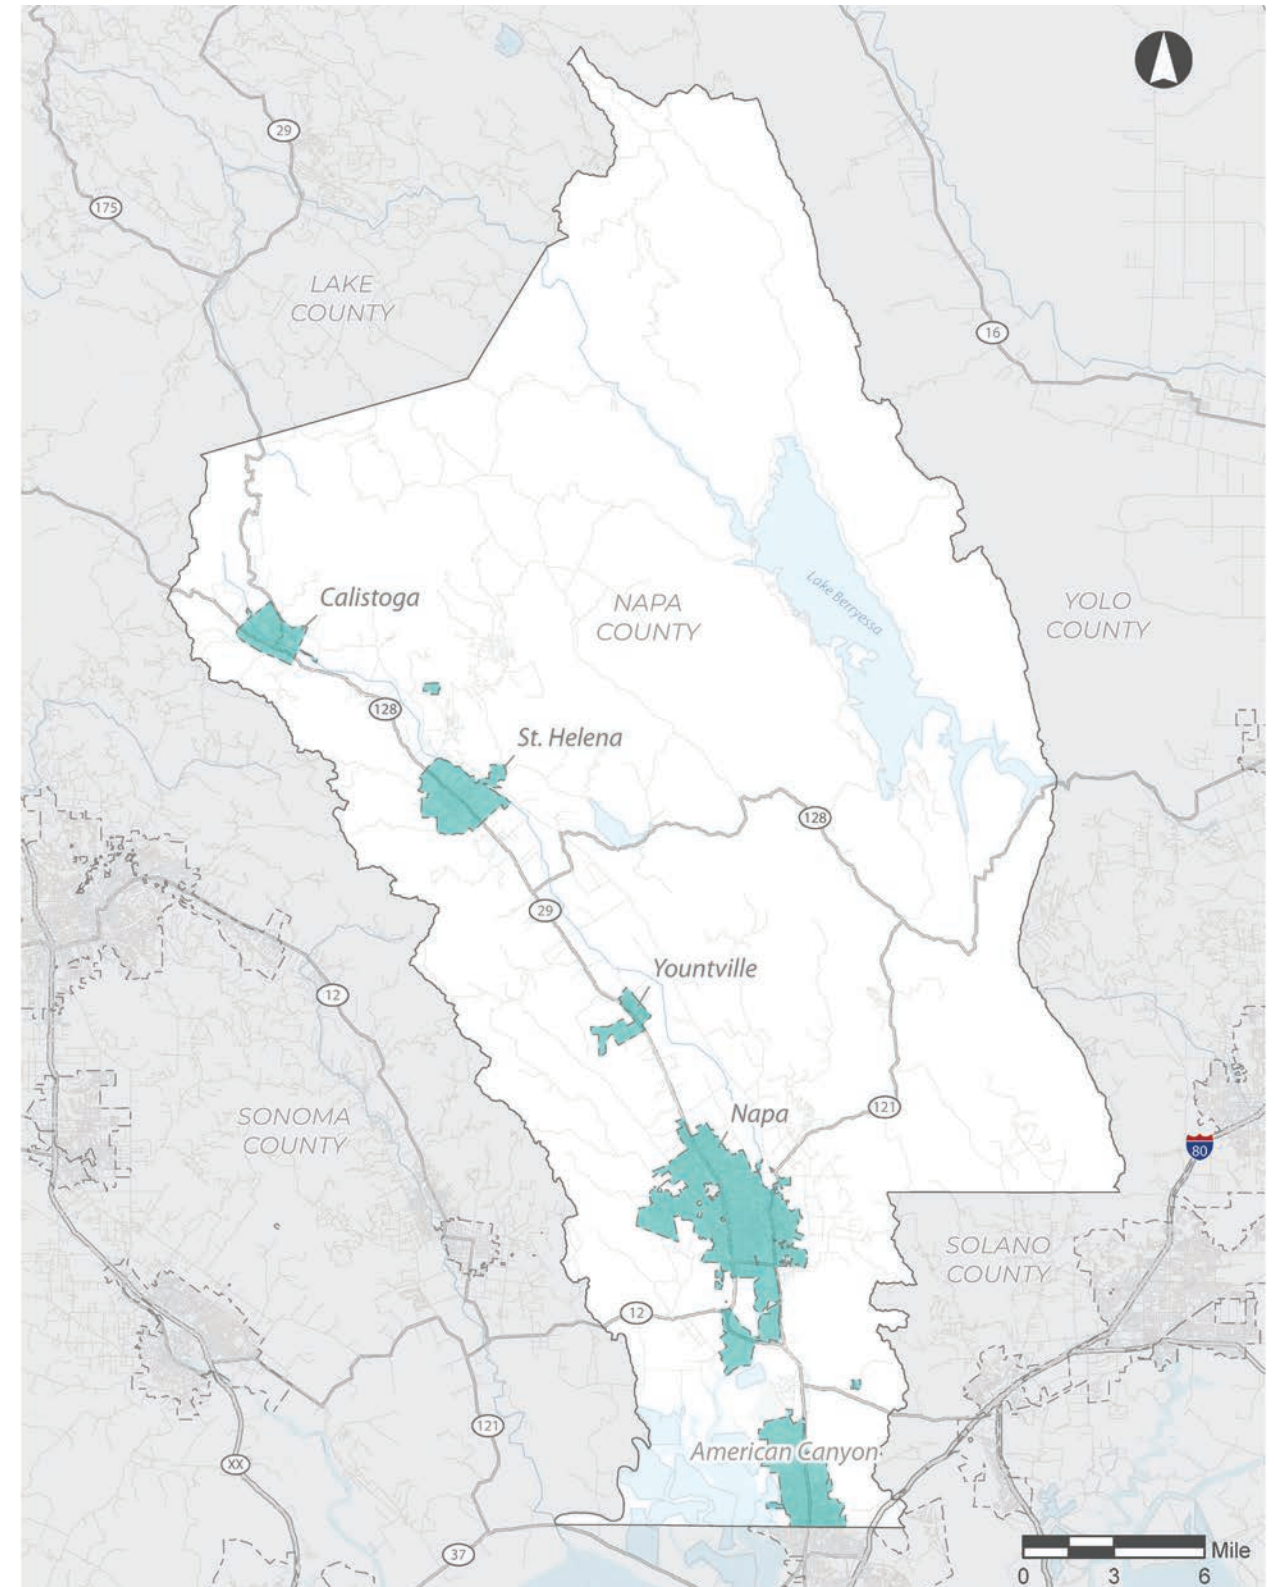 29
175
LAKE
COUNTY
16
Calistoga
NAPA
COUNTY
Lake Berryessa
YOLO
COUNTY
128
St. Helena
128
29
12
Yountville
SONOMA
COUNTY
Napa
121
80
SOLANO
COUNTY
12
121
XX
American Canyon
37
Mile
0
3
6